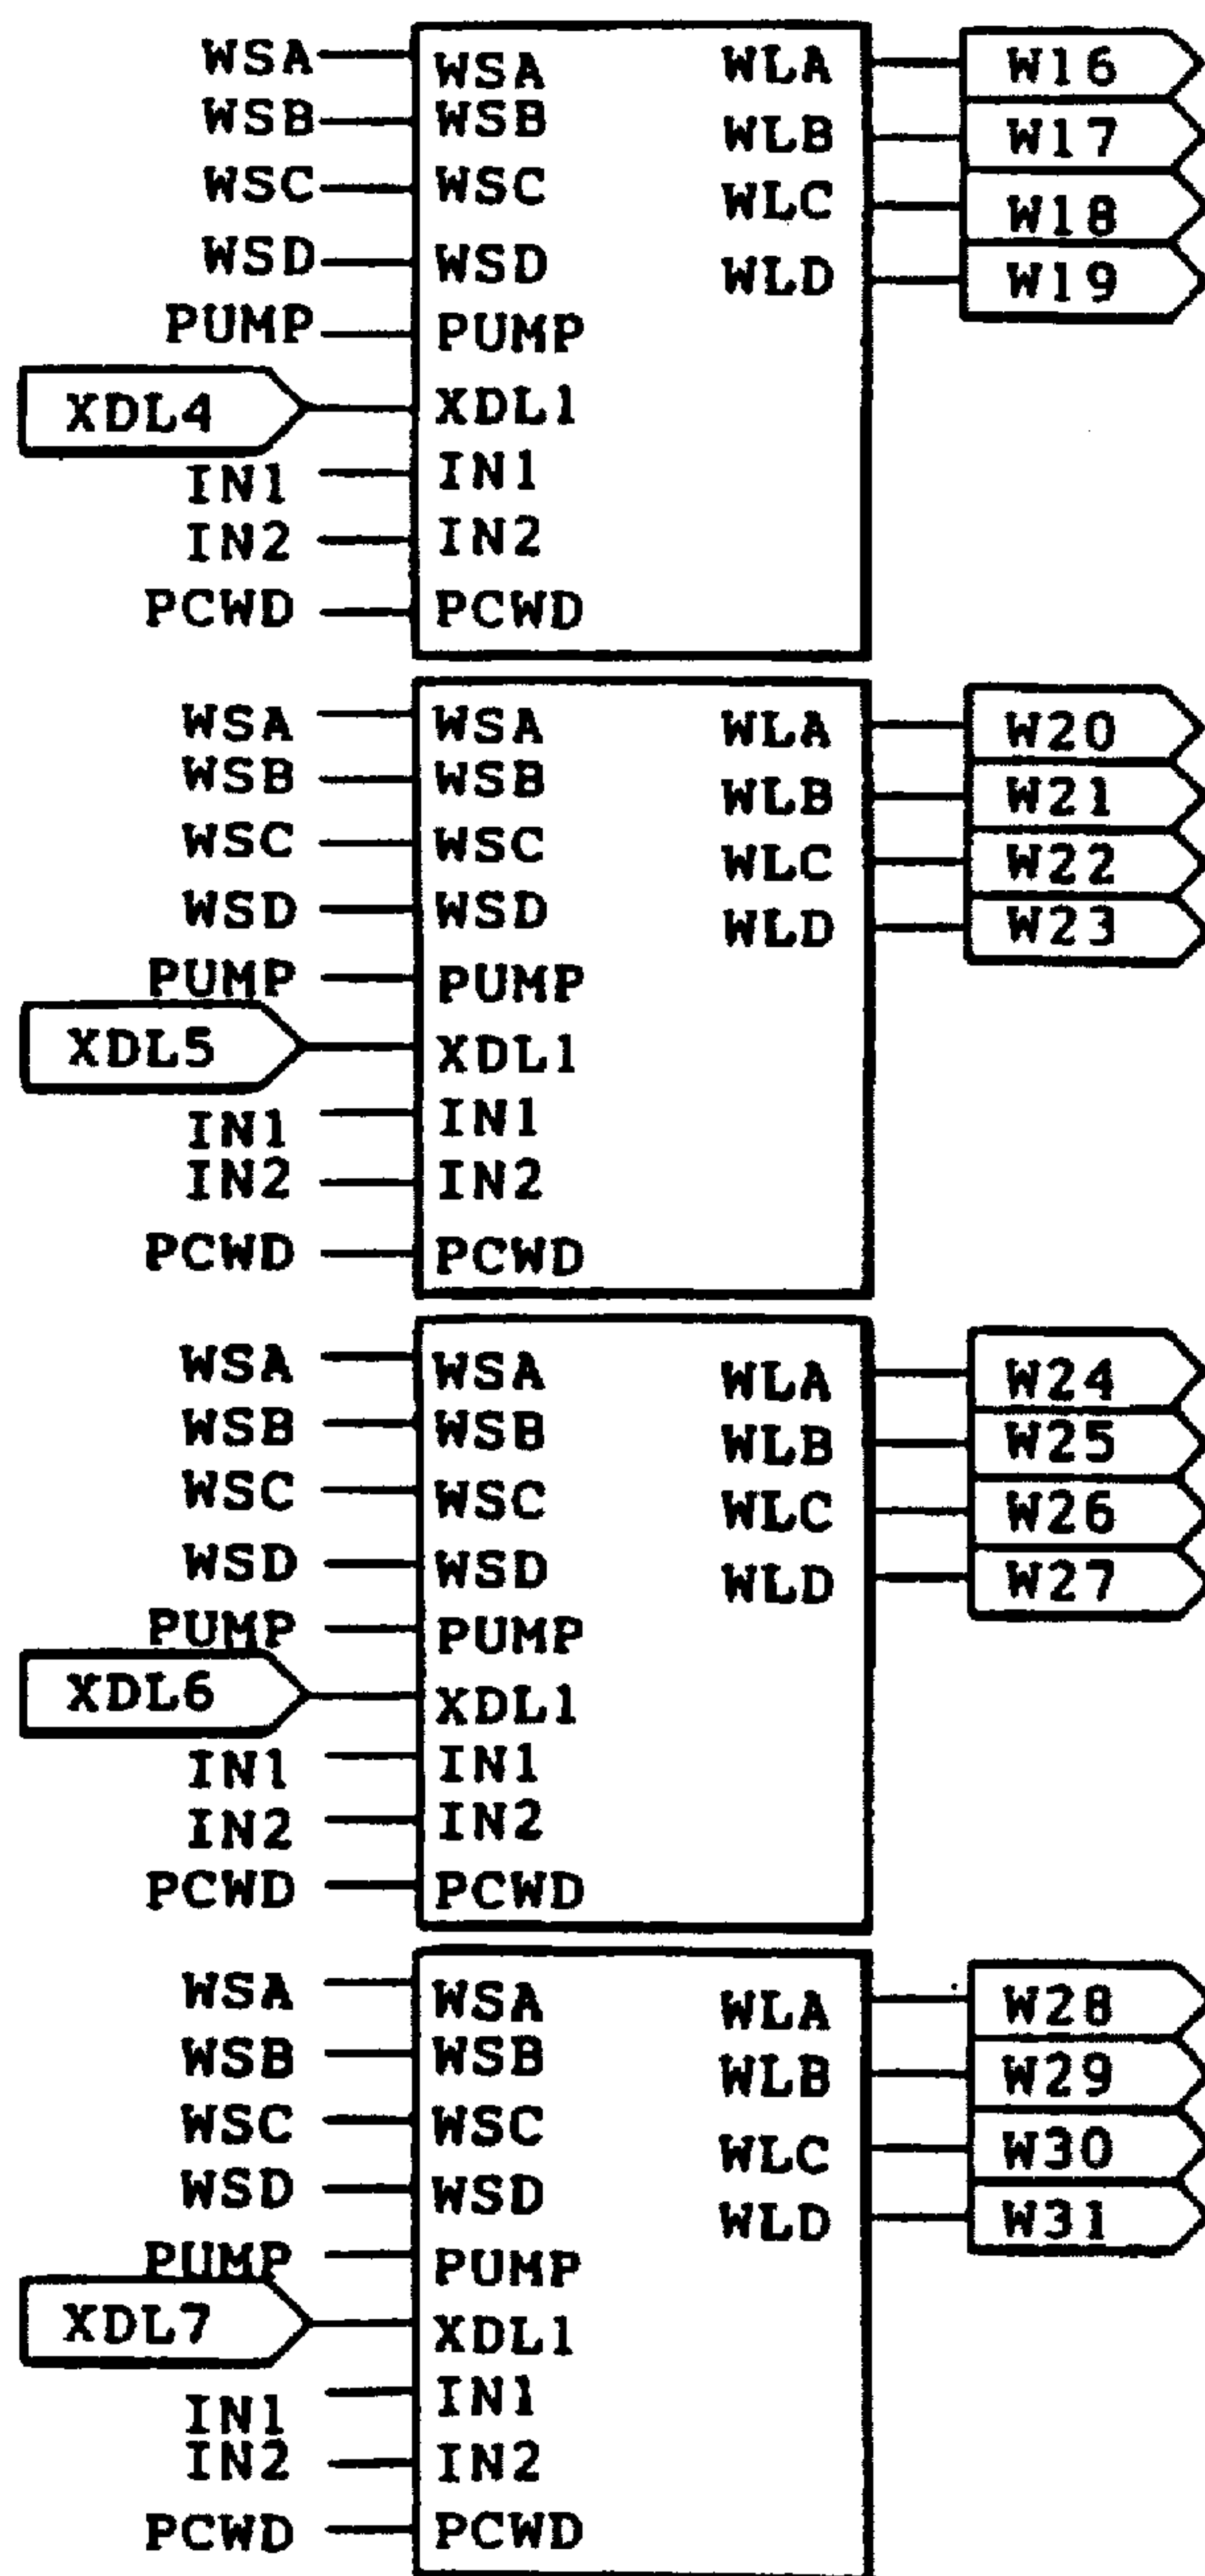 WSA WSA WLA W16
WSB WSB WLB W17
WSC WSC WLC W18
WSD WSD WLD W19
PUMP PUMP
XDL4 XDL1
IN1 IN1
IN2 IN2
PCWD PCWD
WSA WSA WLA W20
WSB WSB WLB W21
WSC WSC WLC W22
WSD WSD WLD W23
PUMP PUMP
XDL5 XDL1
IN1 IN1
IN2 IN2
PCWD PCWD
WSA WSA WLA W24
WSB WSB WLB W25
WSC WSC WLC W26
WSD WSD WLD W27
PUMP PUMP
XDL6 XDL1
IN1 IN1
IN2 IN2
PCWD PCWD
WSA WSA WLA W28
WSB WSB WLB W29
WSC WSC WLC W30
WSD WSD WLD W31
PUMP PUMP
XDL7 XDL1
IN1 IN1
IN2 IN2
PCWD PCWD